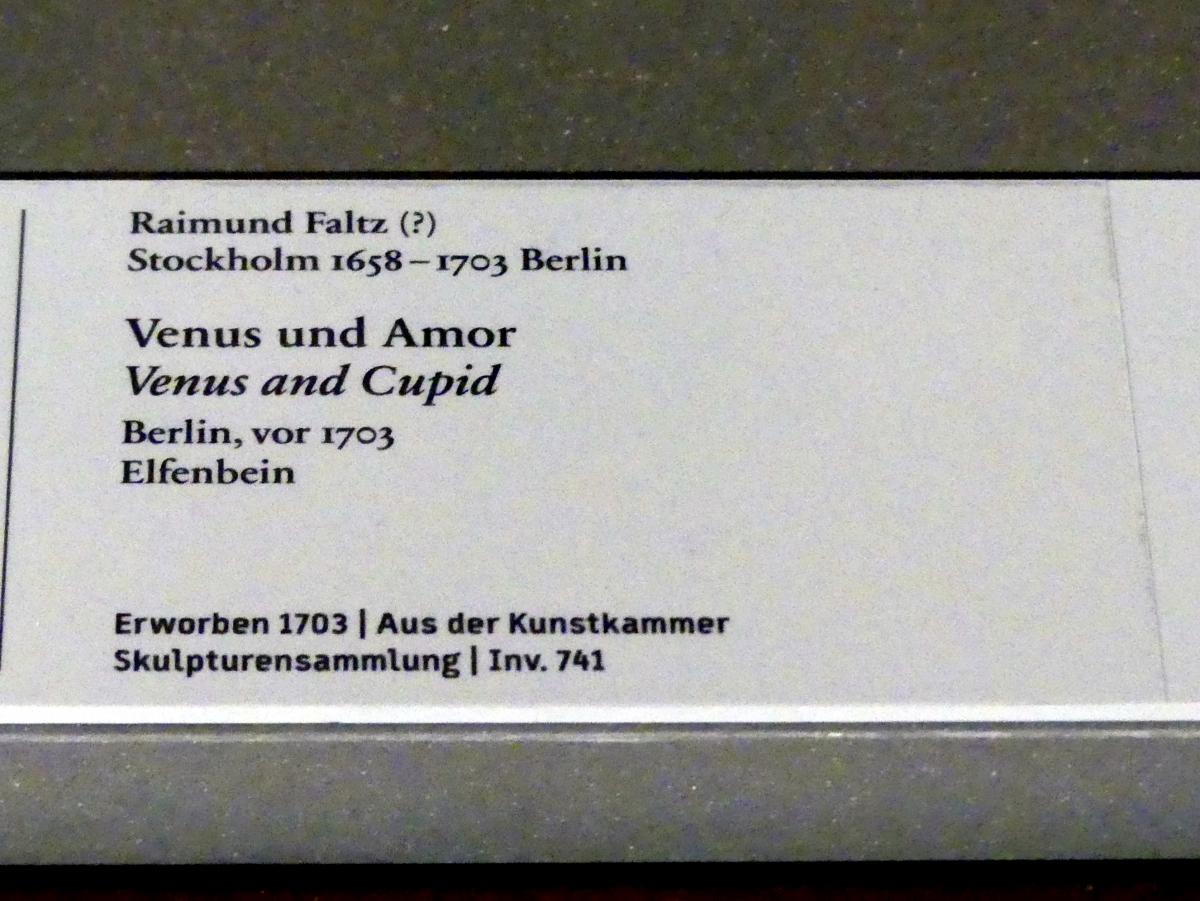 Raimund Faltz (?)
Stockholm 1658–1703 Berlin
Venus und Amor
Venus and Cupid
Berlin, vor 1703
Elfenbein
Erworben 1703 | Aus der Kunstkammer
Skulpturensammlung | Inv. 741